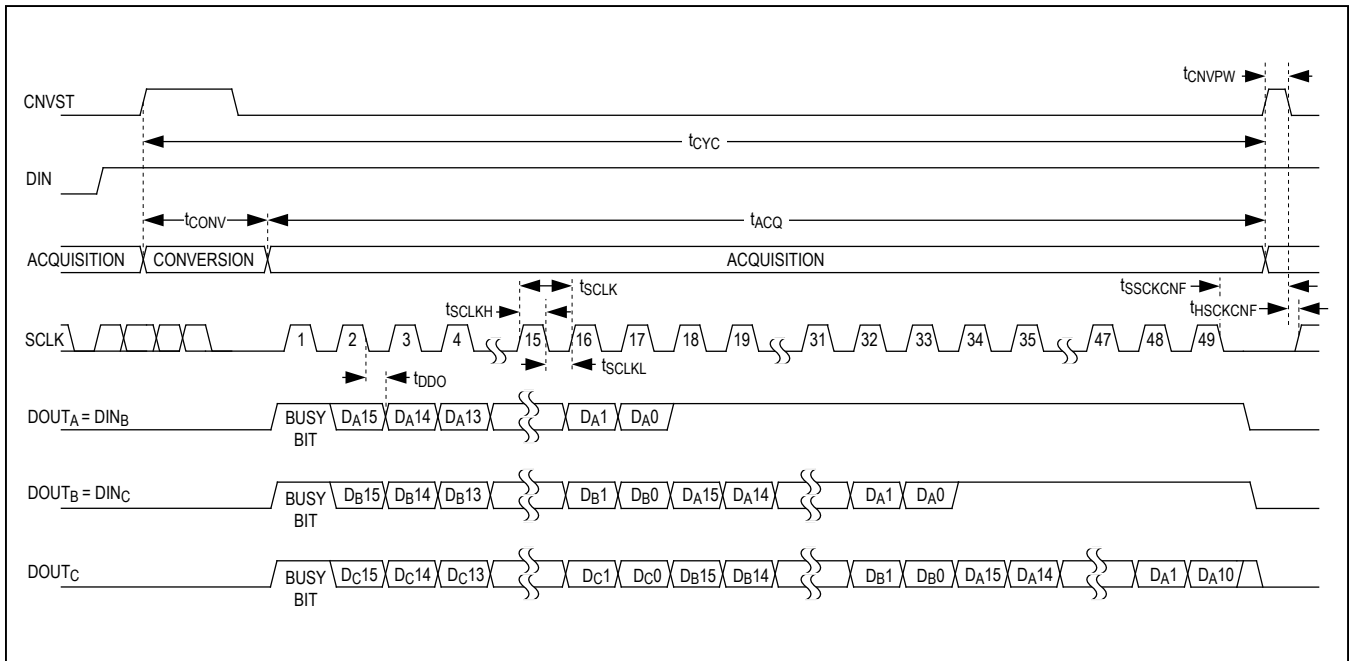 tCNVPW
CNVST
tCYC
DIN
tCONV
tACQ
ACQUISITION CONVERSION ACQUISITION
tSSCKCNF
tSCLK
tHSCKCNF
tSCLKH
SCLK 1 2 3 4 15 16 17 18 19 31 32 33 34 35 47 48 49
tDDO
tSCLKL
DOUTA = DINB BUSY BIT DA15 DA14 DA13 DA1 DA0
DOUTB = DINC BUSY BIT DB15 DB14 DB13 DB1 DB0 DA15 DA14 DA1 DA0
DOUTC BUSY BIT DC15 DC14 DC13 DC1 DC0 DB15 DB14 DB1 DB0 DA15 DA14 DA1 DA10